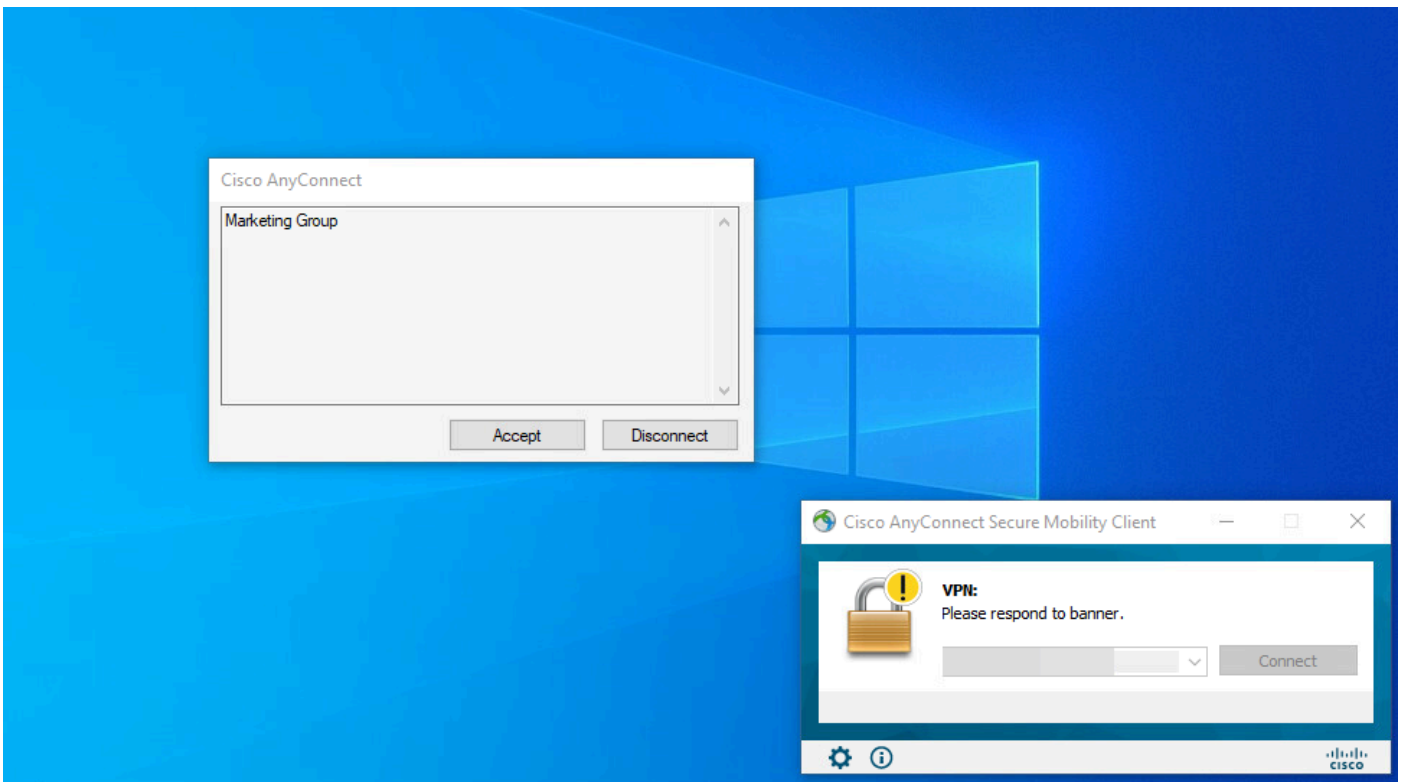 Cisco AnyConnect
Marketing Group
Accept Disconnect
Cisco AnyConnect Secure Mobility Client
VPN:
Please respond to banner.
Connect
CISCO